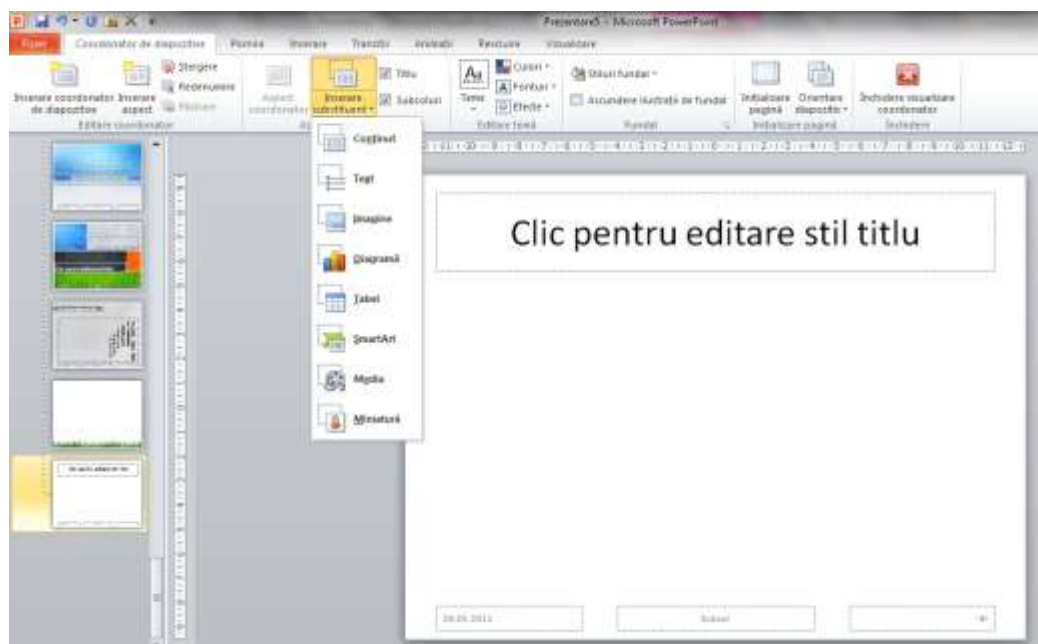 Prezentare5 - Microsoft PowerPoint
Fișier Coordonator de diapozitive Pornire Inserare Tranziții Animații Revizuire Vizualizare
Ștergere Titlu Culori Stiluri fundal
Redenumire Fonturi
Păstrare Subsoluri Efecte Ascundere ilustrații de fundal
Inserare coordonator de diapozitive
Inserare aspect
Aspect coordonator
Inserare substituent
Teme
Inițializare pagină
Orientare diapozitiv
Închidere vizualizare coordonator
Editare coordonator
Editare temă
Fundal
Inițializare pagină
Închidere
Conținut
Text
Imagine
Diagramă
Tabel
SmartArt
Media
Miniatură
Clic pentru editare stil titlu
Subsol